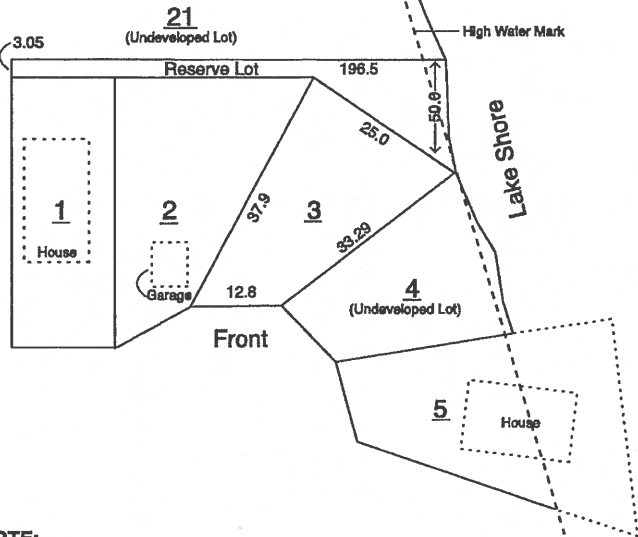 21
(Undeveloped Lot)
High Water Mark
3.05
Reserve Lot
196.5
50.6
25.0
Lake Shore
1
House
2
Garage
37.9
3
33.29
12.8
Front
4
(Undeveloped Lot)
5
House